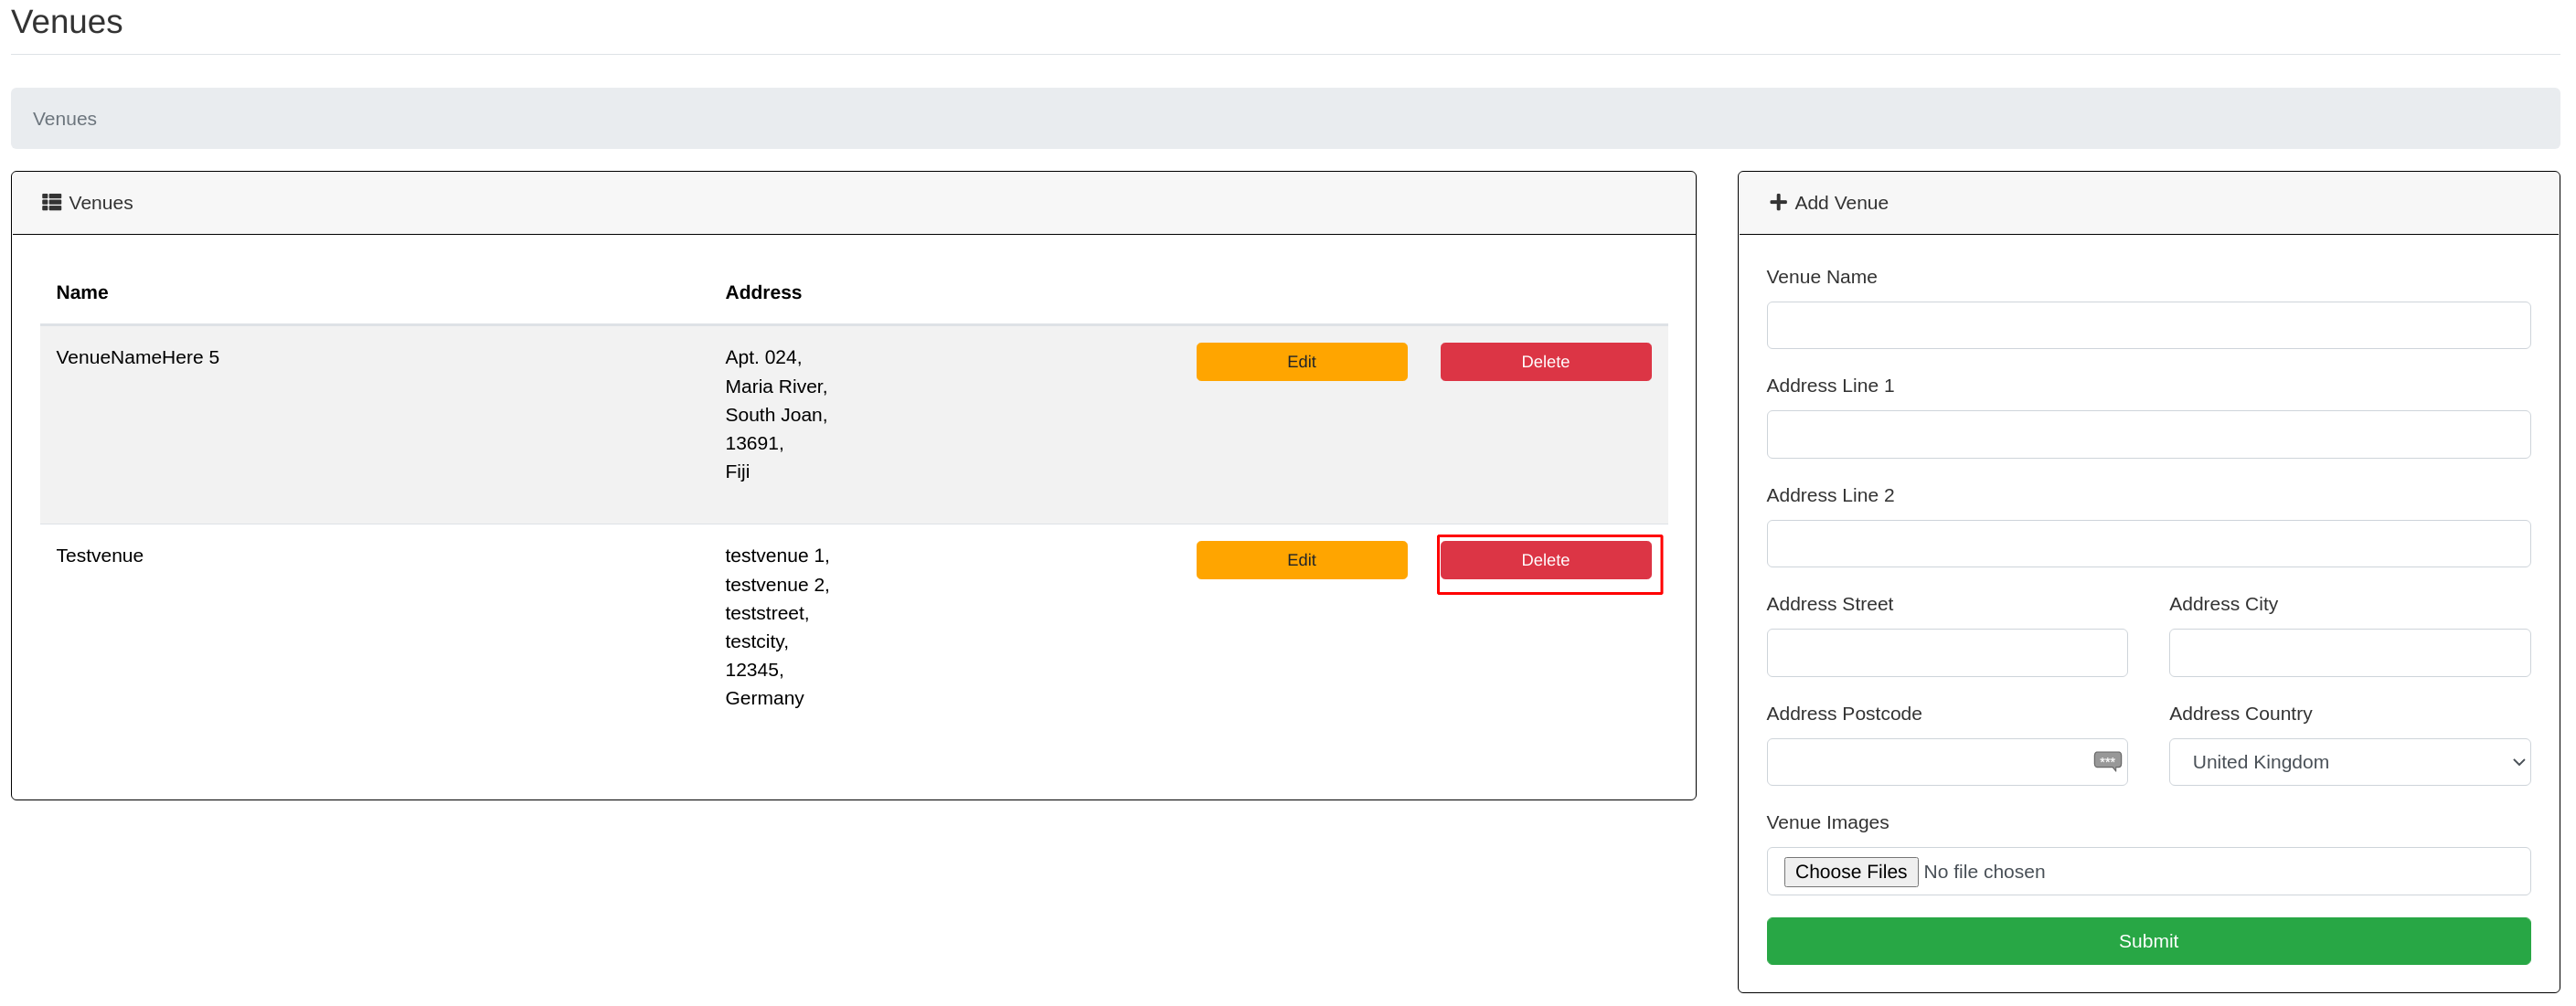 Venues
Venues
Venues
Name Address
VenueNameHere 5
Apt. 024,
Maria River,
South Joan,
13691,
Fiji
Edit
Delete
Testvenue
testvenue 1,
testvenue 2,
teststreet,
testcity,
12345,
Germany
Edit
Delete
Add Venue
Venue Name
Address Line 1
Address Line 2
Address Street
Address City
Address Postcode
***
Address Country
United Kingdom
Venue Images
Choose Files No file chosen
Submit